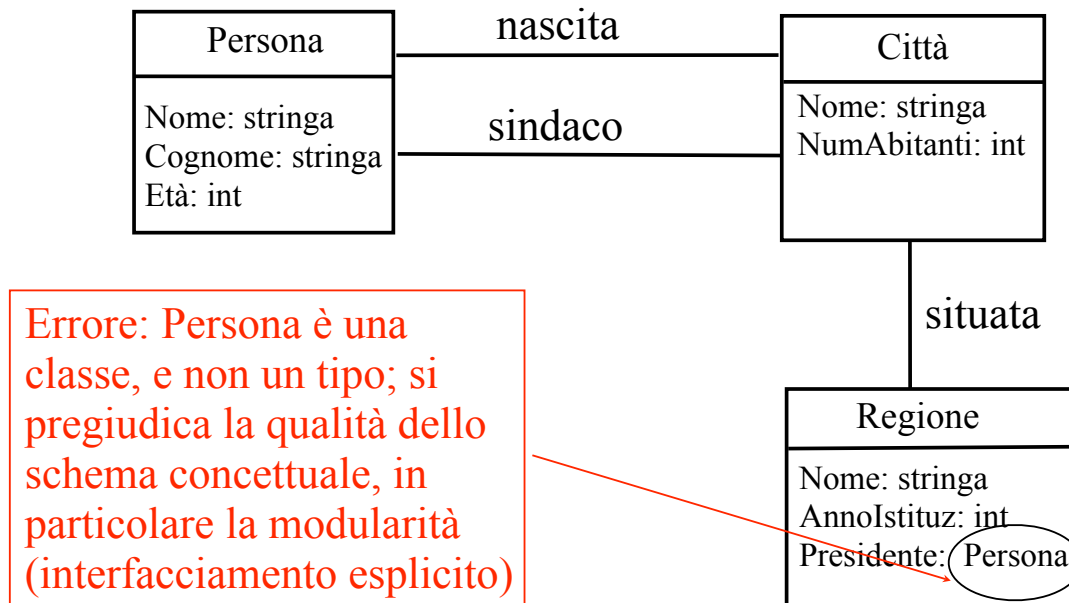 Persona
Nome: stringa
Cognome: stringa
Età: int
nascita
sindaco
Città
Nome: stringa
NumAbitanti: int
situata
Errore: Persona è una
classe, e non un tipo; si
pregiudica la qualità dello
schema concettuale, in
particolare la modularità
(interfacciamento esplicito)
Regione
Nome: stringa
AnnoIstituz: int
Presidente: Persona